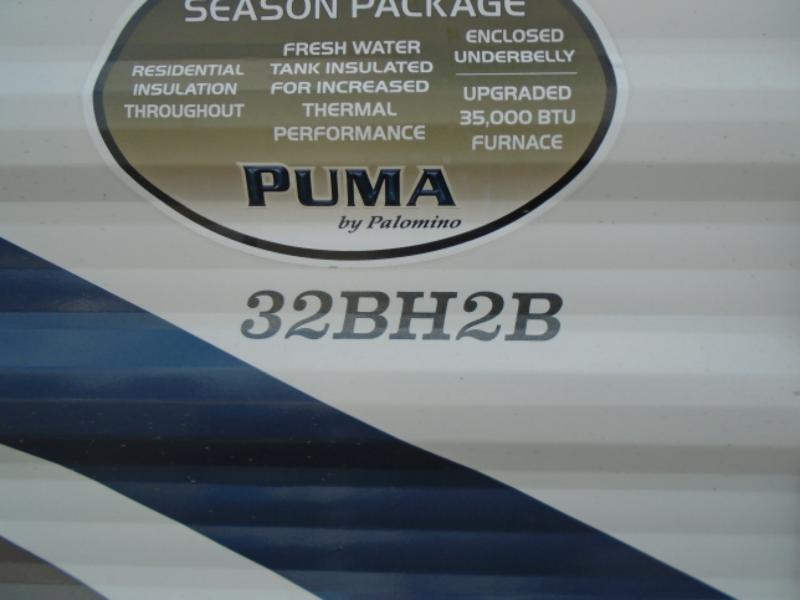 SEASON PACKAGE
RESIDENTIAL
INSULATION
THROUGHOUT
FRESH WATER
TANK INSULATED
FOR INCREASED
THERMAL
PERFORMANCE
ENCLOSED
UNDERBELLY
UPGRADED
35,000 BTU
FURNACE
PUMA
by Palomino
32BH2B